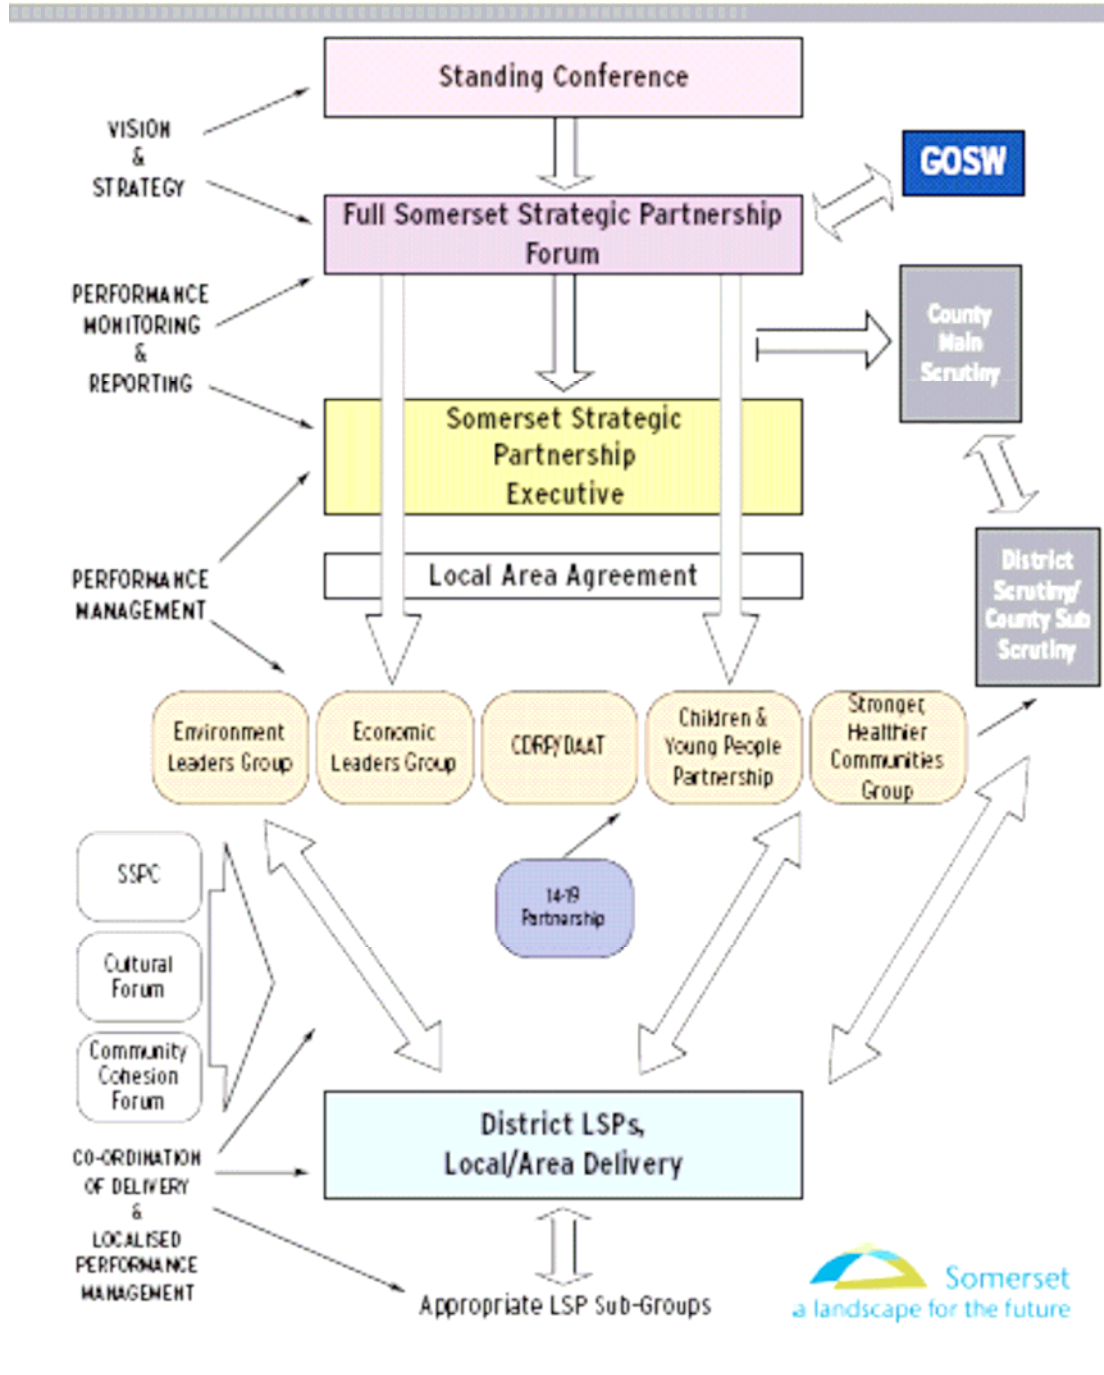 Standing Conference
VISION
&
STRATEGY
GOSW
Full Somerset Strategic Partnership
Forum
PERFORMANCE
MONITORING
&
REPORTING
County
Main
Scrutiny
Somerset Strategic
Partnership
Executive
Local Area Agreement
PERFORMANCE
MANAGEMENT
District
Scrutiny/
County Sub
Scrutiny
Environment
Leaders Group
Economic
Leaders Group
CDRP/DAAT
Children &
Young People
Partnership
Stronger,
Healthier
Communities
Group
SSPC
Cultural
Forum
Community
Cohesion
Forum
14-19
Partnership
District LSPs,
Local/Area Delivery
CO-ORDINATION
OF DELIVERY
&
LOCALISED
PERFORMANCE
MANAGEMENT
Appropriate LSP Sub-Groups
Somerset
a landscape for the future